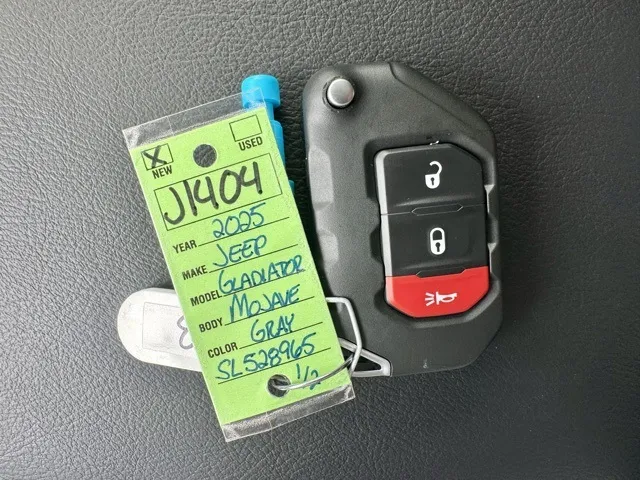 X
NEW
USED
J1404
YEAR 2025
MAKE JEEP
MODEL GLADIATOR
BODY MOJAVE
COLOR GRAY
SL528965
1/2